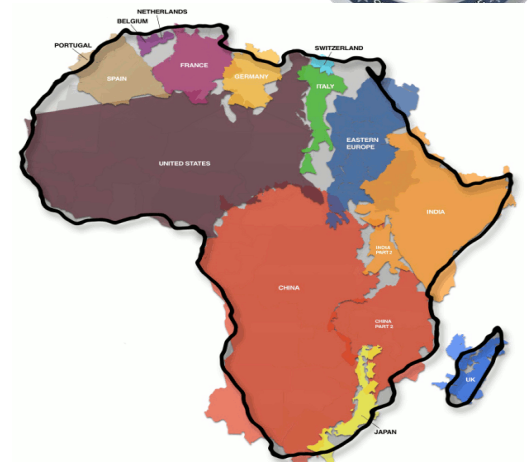 NETHERLANDS
BELGIUM
PORTUGAL
SWITZERLAND
SPAIN
FRANCE
GERMANY
ITALY
EASTERN
EUROPE
UNITED STATES
INDIA
INDIA
PART 2
CHINA
CHINA
PART 2
UK
JAPAN